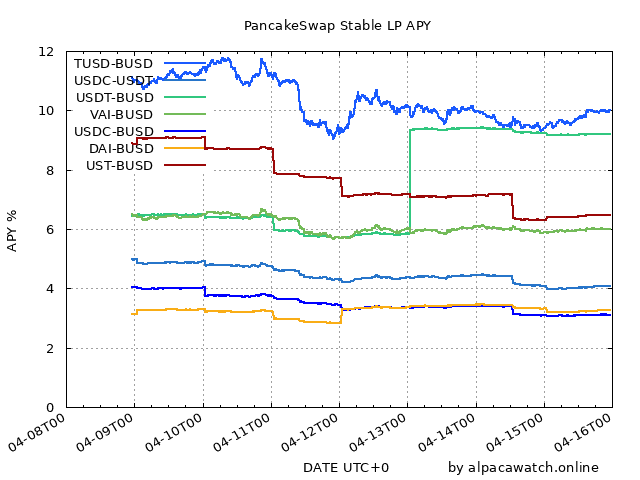 PancakeSwap Stable LP APY
12
10
8
6
4
2
0
APY %
TUSD-BUSD
USDC-USDT
USDT-BUSD
VAI-BUSD
USDC-BUSD
DAI-BUSD
UST-BUSD
04-08T00
04-09T00
04-10T00
04-11T00
04-12T00
04-13T00
04-14T00
04-15T00
04-16T00
DATE UTC+0
by alpacawatch.online